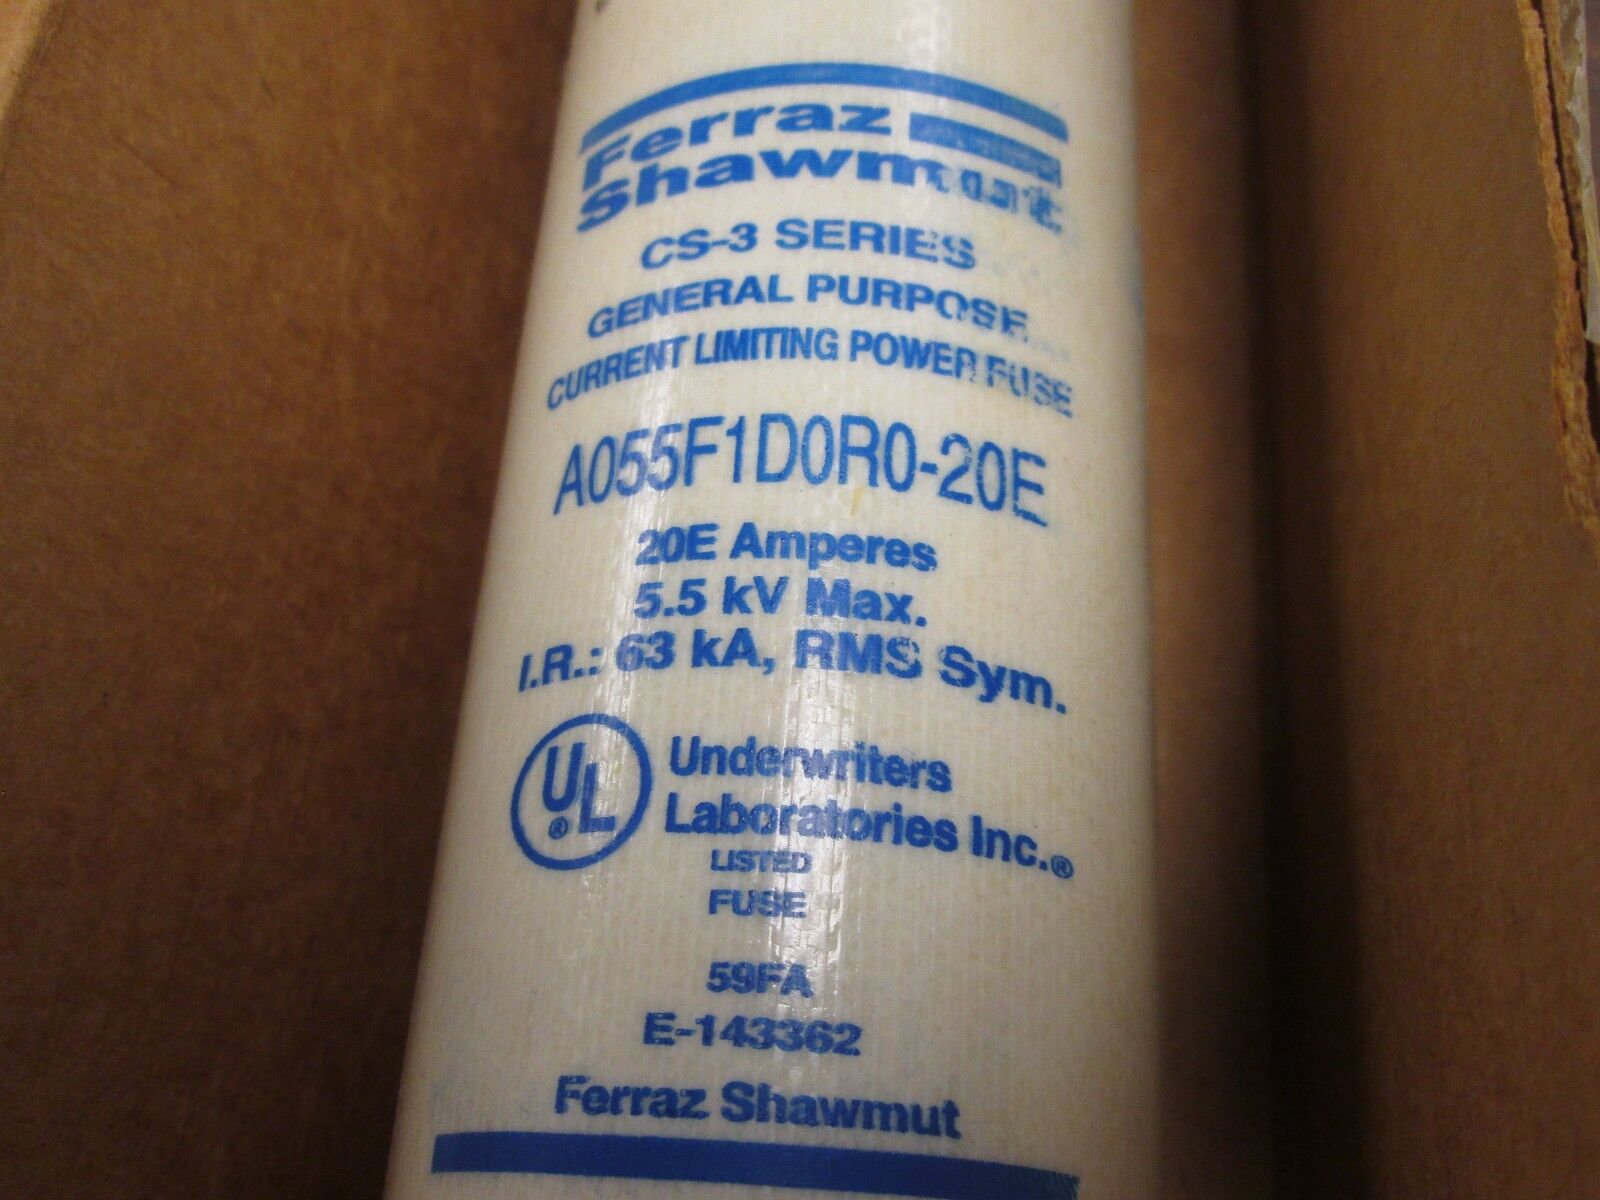 Ferraz
Shawmut
CS-3 SERIES
GENERAL PURPOSE
CURRENT LIMITING POWER FUSE
A055F1D0R0-20E
20E Amperes
5.5 kV Max.
I.R.: 63 kA, RMS Sym.
UL®
Underwriters
Laboratories Inc.®
LISTED
FUSE
59FA
E-143362
Ferraz Shawmut